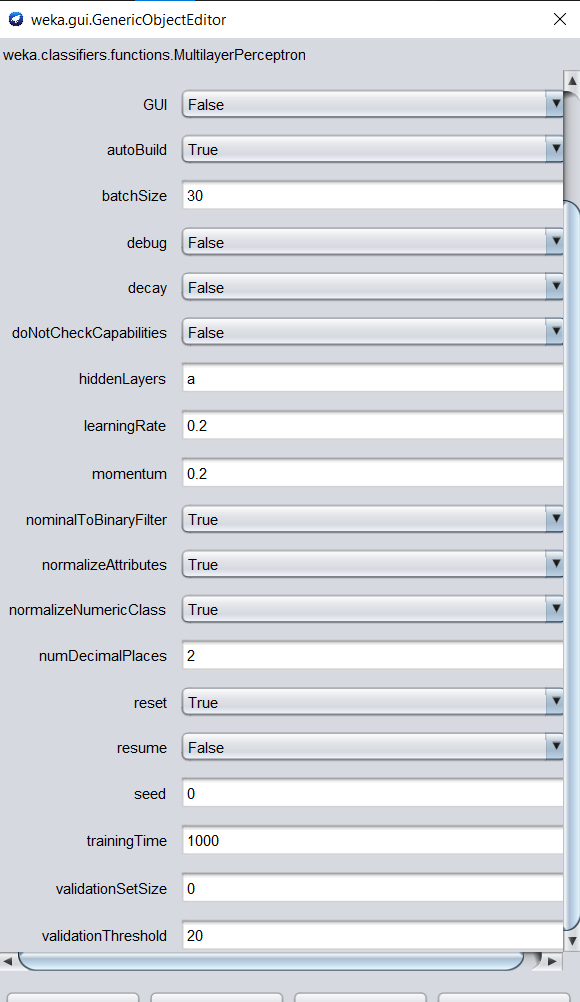 weka.gui.GenericObjectEditor
weka.classifiers.functions.MultilayerPerceptron
GUI False
autoBuild True
batchSize 30
debug False
decay False
doNotCheckCapabilities False
hiddenLayers a
learningRate 0.2
momentum 0.2
nominalToBinaryFilter True
normalizeAttributes True
normalizeNumericClass True
numDecimalPlaces 2
reset True
resume False
seed 0
trainingTime 1000
validationSetSize 0
validationThreshold 20